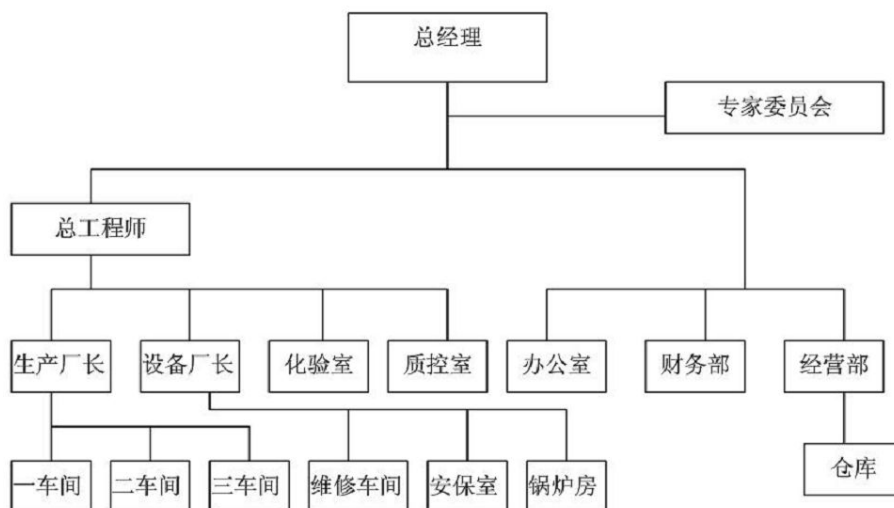 总经理
专家委员会
总工程师
生产厂长
设备厂长
化验室
质控室
办公室
财务部
经营部
一车间
二车间
三车间
维修车间
安保室
锅炉房
仓库